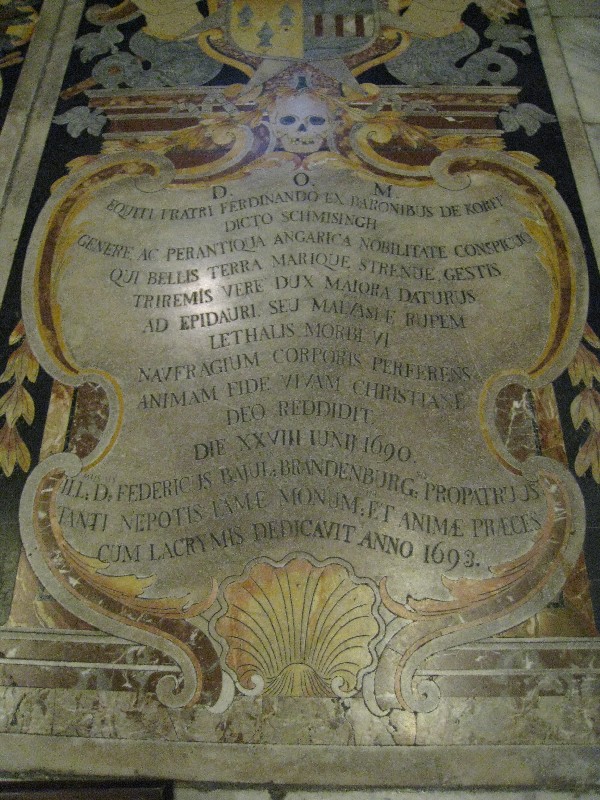 D. O. M.
EQUITI FRATRI FERDINANDO EX BARONIBUS DE KOREF
DICTO SCHMISINGH
GENERE AC PERANTIQUA ANGARICA NOBILITATE CONSPICUO
QUI BELLIS TERRA MARIQUE STRENUE GESTIS
TRIREMIS VERE DUX MAIORA DATURUS
AD EPIDAURI, SEU MALVASIÆ RUPEM
LETHALIS MORBI VI
NAUFRAGIUM CORPORIS PERFERENS
ANIMAM FIDE VIVAM CHRISTIANE
DEO REDDIDIT
DIE XXVIII IUNII 1690.
ILL: D: FEDERICUS BAIUL: BRANDENBURG: PROPATRUUS
TANTI NEPOTIS FAMÆ MONUM: ET ANIMÆ PRÆCES
CUM LACRYMIS DEDICAVIT ANNO 1693.